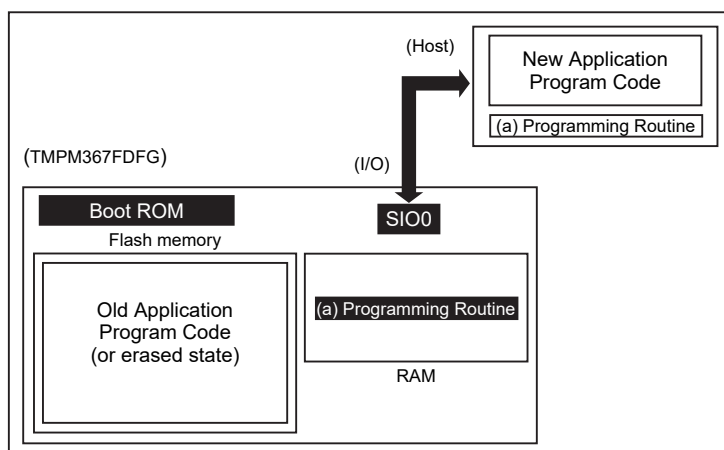 (Host)
New Application
Program Code
(a) Programming Routine
(TMPM367FDFG)
(I/O)
Boot ROM
SIO0
Flash memory
Old Application
Program Code
(or erased state)
(a) Programming Routine
RAM